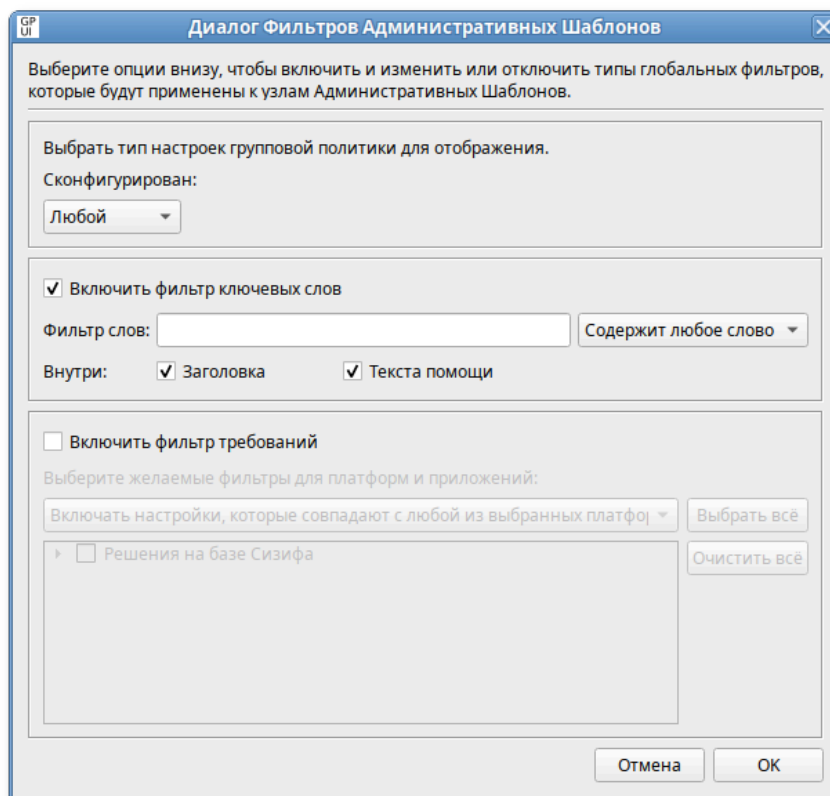 GP
UI
Диалог Фильтров Административных Шаблонов
Выберите опции внизу, чтобы включить и изменить или отключить типы глобальных фильтров,
которые будут применены к узлам Административных Шаблонов.
Выбрать тип настроек групповой политики для отображения.
Сконфигурирован:
Любой
Включить фильтр ключевых слов
Фильтр слов: Содержит любое слово
Внутри: Заголовка Текста помощи
Включить фильтр требований
Выберите желаемые фильтры для платформ и приложений:
Включать настройки, которые совпадают с любой из выбранных Выбрать всё
Решения на базе Сизифа Очистить всё
Отмена OK